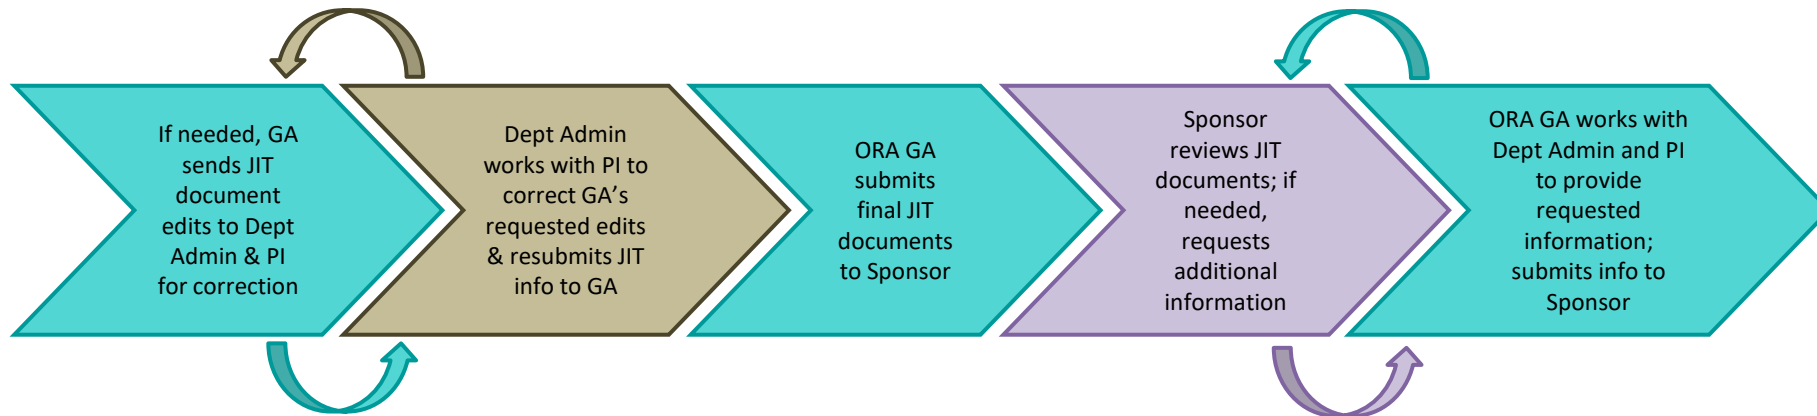 If needed, GA
sends JIT
document
edits to Dept
Admin & PI
for correction
Dept Admin
works with PI to
correct GA’s
requested edits
& resubmits JIT
info to GA
ORA GA
submits
final JIT
documents
to Sponsor
Sponsor
reviews JIT
documents; if
needed,
requests
additional
information
ORA GA works with
Dept Admin and PI
to provide
requested
information;
submits info to
Sponsor